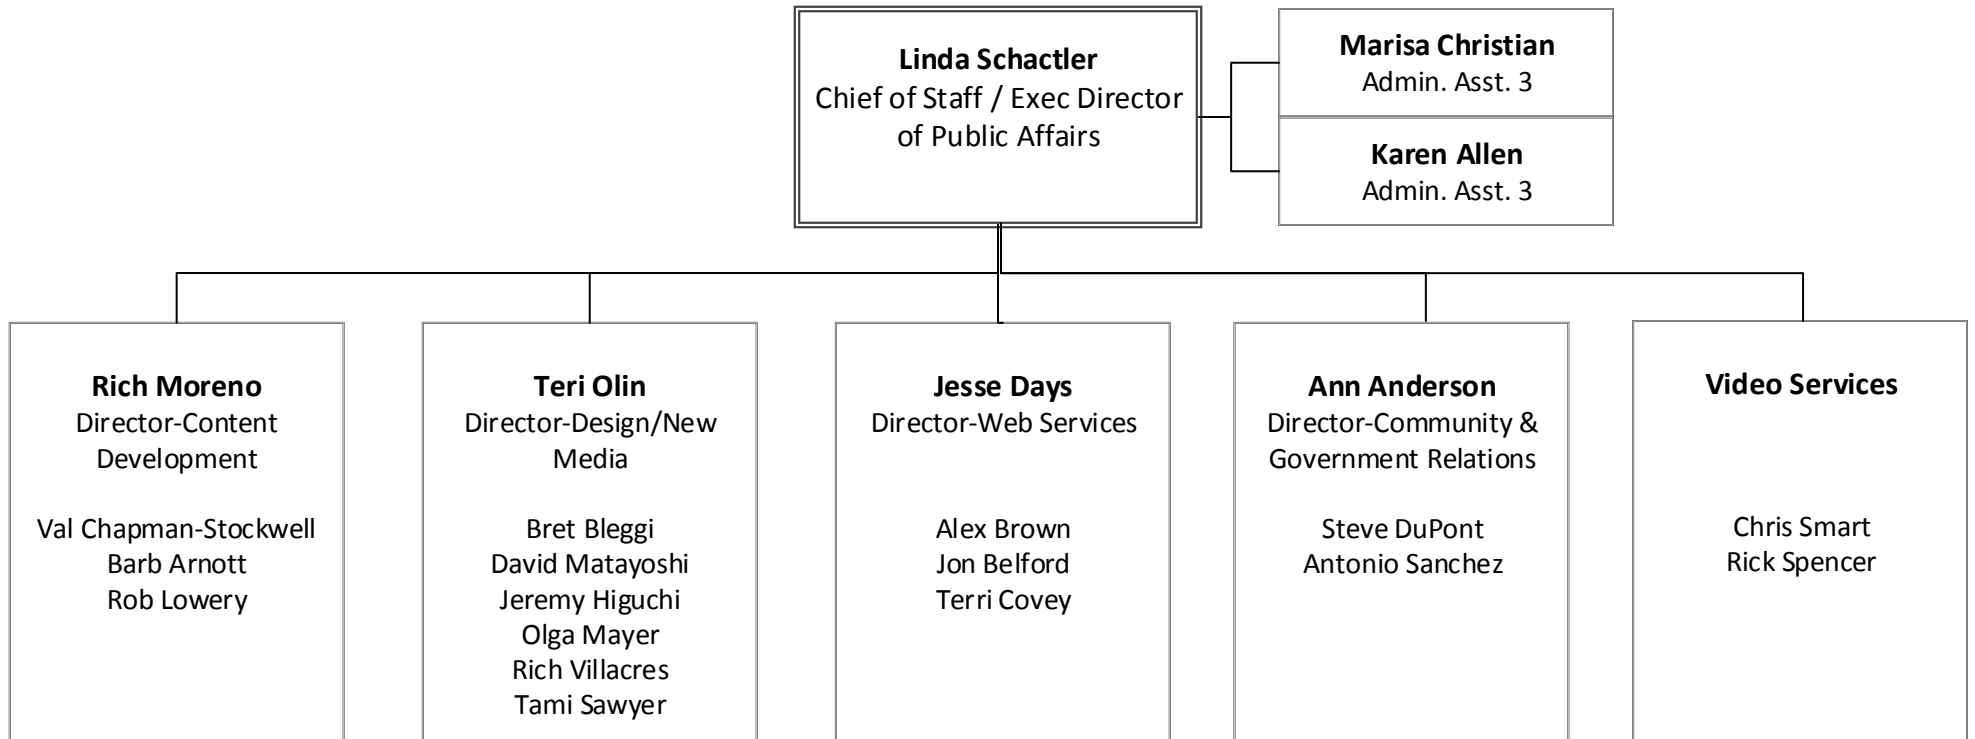 Linda Schactler
Chief of Staff / Exec Director
of Public Affairs
Marisa Christian
Admin. Asst. 3
Karen Allen
Admin. Asst. 3
Rich Moreno
Director-Content
Development
Val Chapman-Stockwell
Barb Arnott
Rob Lowery
Teri Olin
Director-Design/New
Media
Bret Bleggi
David Matayoshi
Jeremy Higuchi
Olga Mayer
Rich Villacres
Tami Sawyer
Jesse Days
Director-Web Services
Alex Brown
Jon Belford
Terri Covey
Ann Anderson
Director-Community &
Government Relations
Steve DuPont
Antonio Sanchez
Video Services
Chris Smart
Rick Spencer